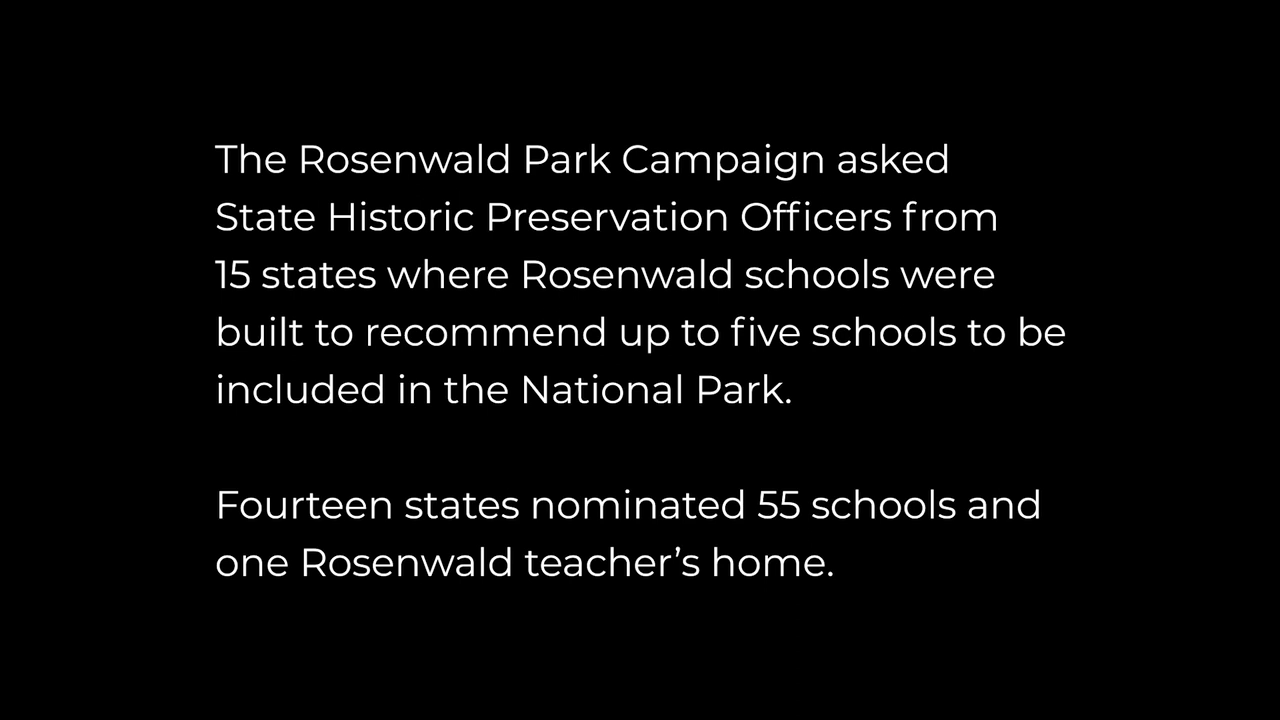 The Rosenwald Park Campaign asked
State Historic Preservation Officers from
15 states where Rosenwald schools were
built to recommend up to five schools to be
included in the National Park.
Fourteen states nominated 55 schools and
one Rosenwald teacher’s home.